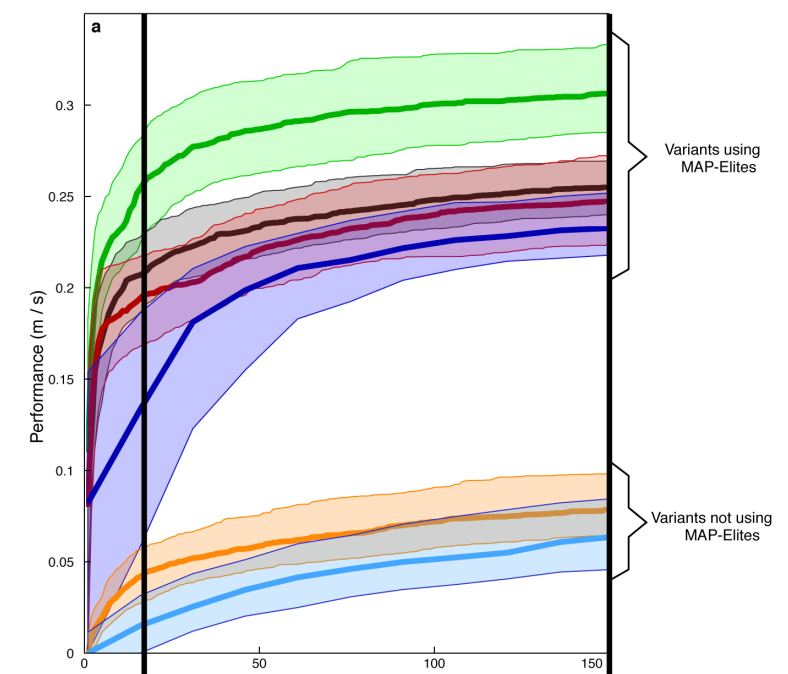 a
0.3
0.25
0.2
0.15
0.1
0.05
0
Performance (m / s)
0
50
100
150
Variants using
MAP-Elites
Variants not using
MAP-Elites